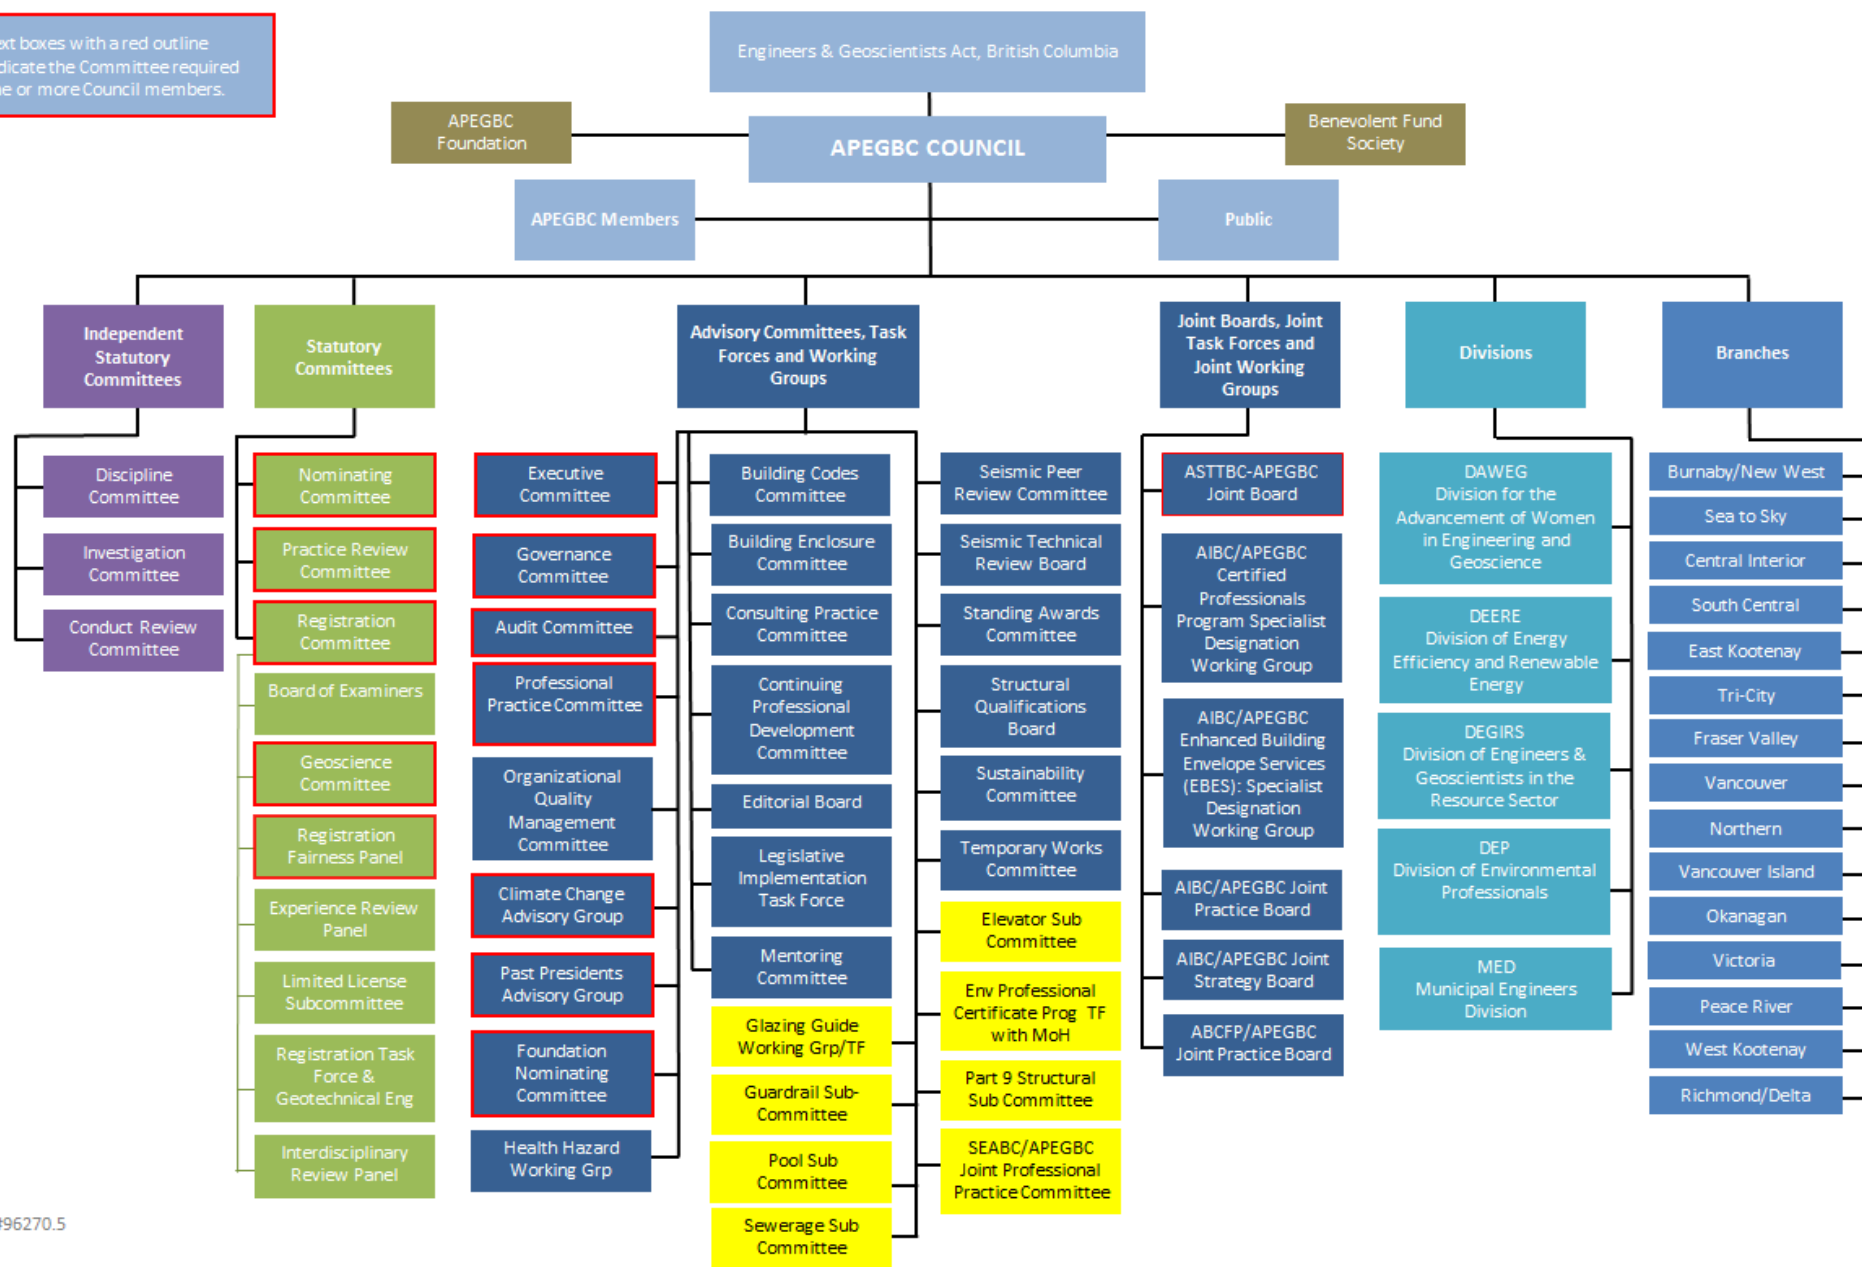 ext boxes with a red outline
dicate the Committee required
ne or more Council members.
Engineers & Geoscientists Act, British Columbia
APEGBC
Foundation
APEGBC COUNCIL
Benevolent Fund
Society
APEGBC Members
Public
Independent
Statutory
Committees
Statutory
Committees
Advisory Committees, Task
Forces and Working
Groups
Joint Boards, Joint
Task Forces and
Joint Working
Groups
Divisions
Branches
Discipline
Committee
Investigation
Committee
Conduct Review
Committee
Nominating
Committee
Practice Review
Committee
Registration
Committee
Board of Examiners
Geoscience
Committee
Registration
Fairness Panel
Experience Review
Panel
Limited License
Subcommittee
Registration Task
Force &
Geotechnical Eng
Interdisciplinary
Review Panel
Executive
Committee
Governance
Committee
Audit Committee
Professional
Practice Committee
Organizational
Quality
Management
Committee
Climate Change
Advisory Group
Past Presidents
Advisory Group
Foundation
Nominating
Committee
Health Hazard
Working Grp
Building Codes
Committee
Building Enclosure
Committee
Consulting Practice
Committee
Continuing
Professional
Development
Committee
Editorial Board
Legislative
Implementation
Task Force
Mentoring
Committee
Glazing Guide
Working Grp/TF
Guardrail Sub-
Committee
Pool Sub
Committee
Sewerage Sub
Committee
Seismic Peer
Review Committee
Seismic Technical
Review Board
Standing Awards
Committee
Structural
Qualifications
Board
Sustainability
Committee
Temporary Works
Committee
Elevator Sub
Committee
Env Professional
Certificate Prog TF
with MoH
Part 9 Structural
Sub Committee
SEABC/APEGBC
Joint Professional
Practice Committee
ASTTBC-APEGBC
Joint Board
AIBC/APEGBC
Certified
Professionals
Program Specialist
Designation
Working Group
AIBC/APEGBC
Enhanced Building
Envelope Services
(EBES): Specialist
Designation
Working Group
AIBC/APEGBC Joint
Practice Board
AIBC/APEGBC Joint
Strategy Board
ABCFP/APEGBC
Joint Practice Board
DAWEG
Division for the
Advancement of Women
in Engineering and
Geoscience
DEERE
Division of Energy
Efficiency and Renewable
Energy
DEGIRS
Division of Engineers &
Geoscientists in the
Resource Sector
DEP
Division of Environmental
Professionals
MED
Municipal Engineers
Division
Burnaby/New West
Sea to Sky
Central Interior
South Central
East Kootenay
Tri-City
Fraser Valley
Vancouver
Northern
Vancouver Island
Okanagan
Victoria
Peace River
West Kootenay
Richmond/Delta
#96270.5